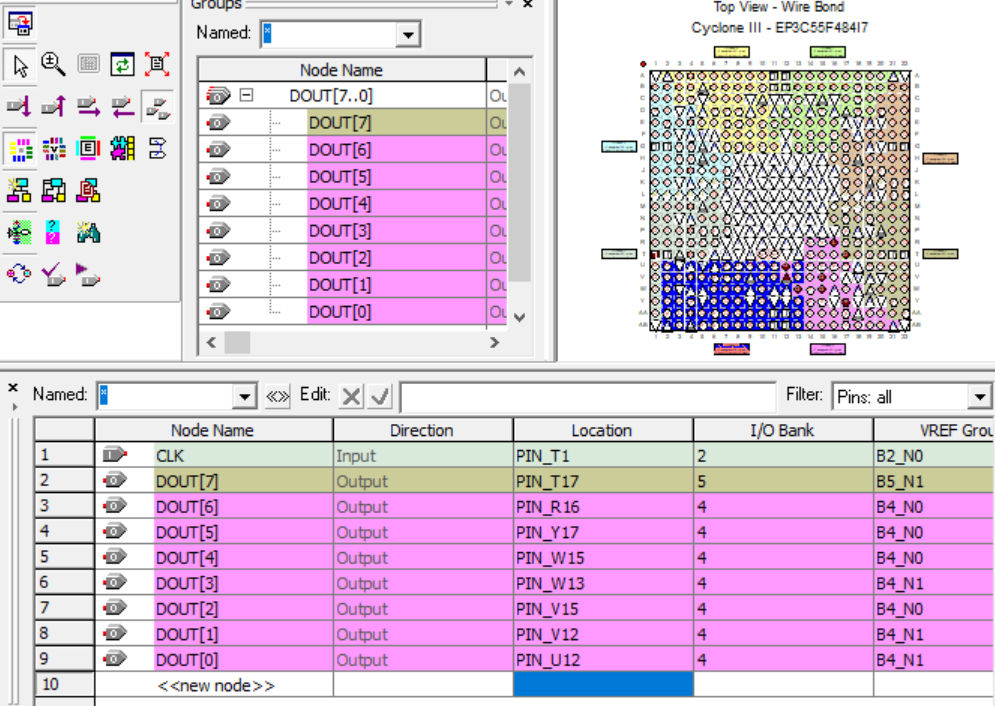 Groups
Named: *
Node Name
DOUT[7..0] Ou
DOUT[7] Ou
DOUT[6] Ou
DOUT[5] Ou
DOUT[4] Ou
DOUT[3] Ou
DOUT[2] Ou
DOUT[1] Ou
DOUT[0] Ou
Top View - Wire Bond
Cyclone III - EP3C55F484I7
Named: * Edit: Filter: Pins: all
Node Name Direction Location I/O Bank VREF Grou
1 CLK Input PIN_T1 2 B2_N0
2 DOUT[7] Output PIN_T17 5 B5_N1
3 DOUT[6] Output PIN_R16 4 B4_N0
4 DOUT[5] Output PIN_Y17 4 B4_N0
5 DOUT[4] Output PIN_W15 4 B4_N0
6 DOUT[3] Output PIN_W13 4 B4_N1
7 DOUT[2] Output PIN_V15 4 B4_N0
8 DOUT[1] Output PIN_V12 4 B4_N1
9 DOUT[0] Output PIN_U12 4 B4_N1
10 <<new node>>